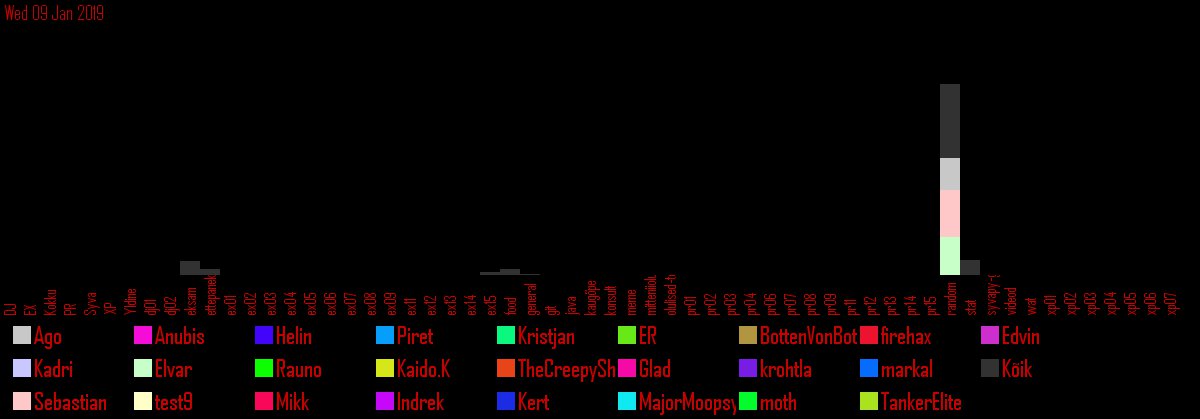 Wed 09 Jan 2019
DJ EX Kokku PR Syva XP Yldine dj01 dj02 eksam ettepanek ex01 ex02 ex03 ex04 ex05 ex06 ex07 ex08 ex09 ex11 ex12 ex13 ex14 ex15 food general git java kangipe konsult meme mitteniloli olulised-h pr01 pr02 pr03 pr04 pr06 pr07 pr08 pr09 pr11 pr12 pr13 pr14 pr15 random stat videod wat xp01 xp02 xp03 xp04 xp05 xp06 xp07
Ago Anubis Helin Piret Kristjan ER BottenVonBot firehax Edvin
Kadri Elvar Rauno Kaido.K TheCreepySh Glad krohtla markal Kõik
Sebastian test9 Mikk Indrek Kert MajorMoopsy moth TankerElite